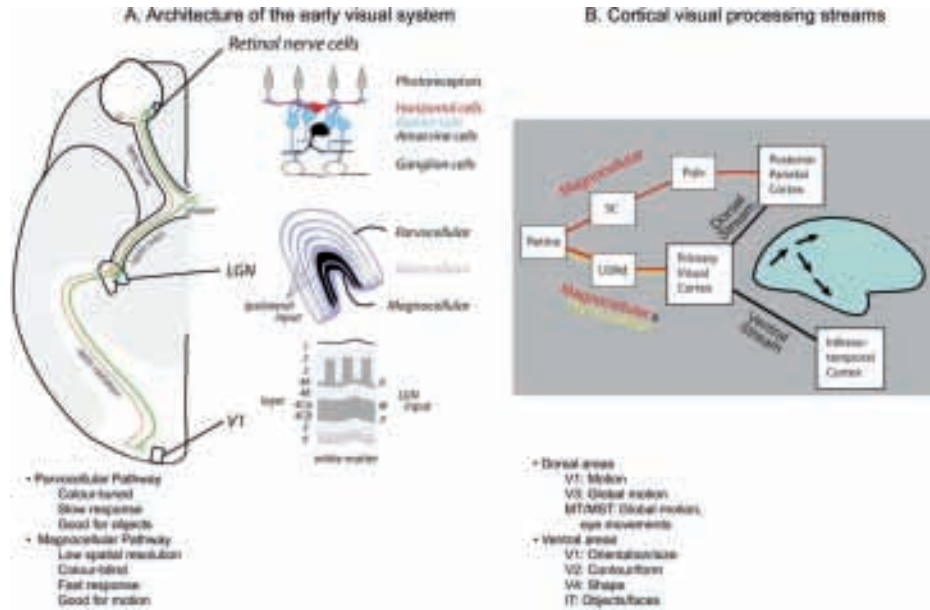 A. Architecture of the early visual system
Retinal nerve cells
Photoreceptors
Horizontal cells
Amacrine cells
Ganglion cells
Parvocellular
LGN
Magnocellular
input
layer
LGN
input
V1
• Parvocellular Pathway
Colour-tuned
Slow response
Good for objects
• Magnocellular Pathway
Low spatial resolution
Colour-blind
Fast response
Good for motion
B. Cortical visual processing streams
Magnocellular
Pulv
Posterior
Parietal
Cortex
SC
Dorsal
Stream
Retina
LGNd
Primary
Visual
Cortex
Magnocellular
Ventral
Stream
Infero-
temporal
Cortex
• Dorsal areas
V1: Motion
V3: Global motion
MT/MST: Global motion,
eye movements
• Ventral areas
V1: Orientation/size
V2: Contour/form
V4: Shape
IT: Objects/faces